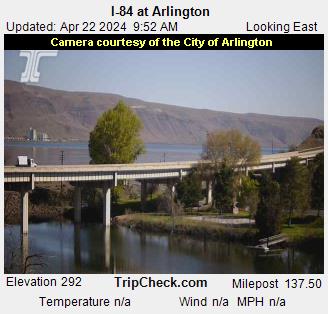 I-84 at Arlington
Updated: Apr 22 2024 9:52 AM Looking East
Camera courtesy of the City of Arlington
Elevation 292 TripCheck.com Milepost 137.50
Temperature n/a Wind n/a MPH n/a